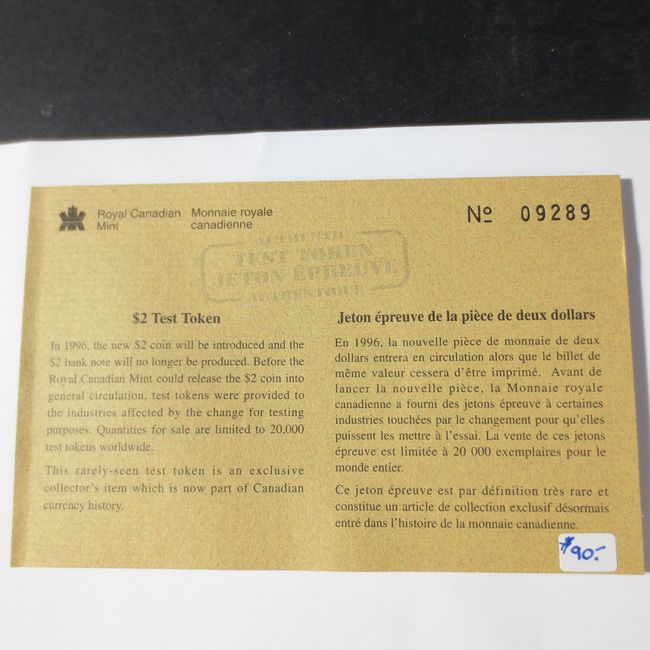 Royal Canadian Mint
Monnaie royale canadienne
Nº 09289
AUTHENTIC
TEST TOKEN
JETON ÉPREUVE
AUTHENTIQUE
$2 Test Token
In 1996, the new $2 coin will be introduced and the
$2 bank note will no longer be produced. Before the
Royal Canadian Mint could release the $2 coin into
general circulation, test tokens were provided to
the industries affected by the change for testing
purposes. Quantities for sale are limited to 20,000
test tokens worldwide.
This rarely-seen test token is an exclusive
collector's item which is now part of Canadian
currency history.
Jeton épreuve de la pièce de deux dollars
En 1996, la nouvelle pièce de monnaie de deux
dollars entrera en circulation alors que le billet de
même valeur cessera d'être imprimé. Avant de
lancer la nouvelle pièce, la Monnaie royale
canadienne a fourni des jetons épreuve à certaines
industries touchées par le changement pour qu'elles
puissent les mettre à l'essai. La vente de ces jetons
épreuve est limitée à 20 000 exemplaires pour le
monde entier.
Ce jeton épreuve est par définition très rare et
constitue un article de collection exclusif désormais
entré dans l'histoire de la monnaie canadienne.
$90.-